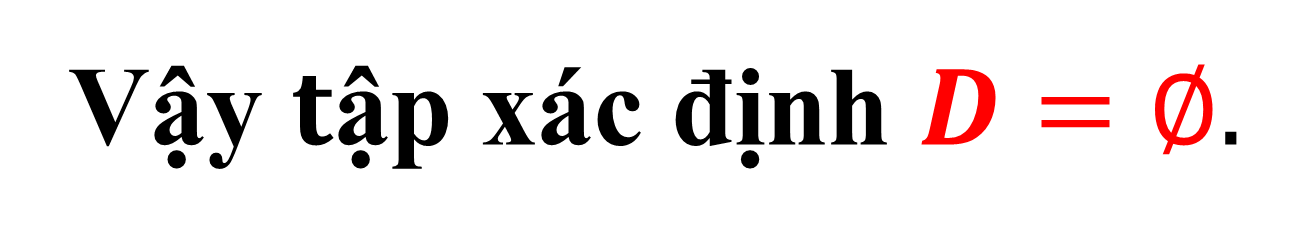 Vậy tập xác định D = ∅.